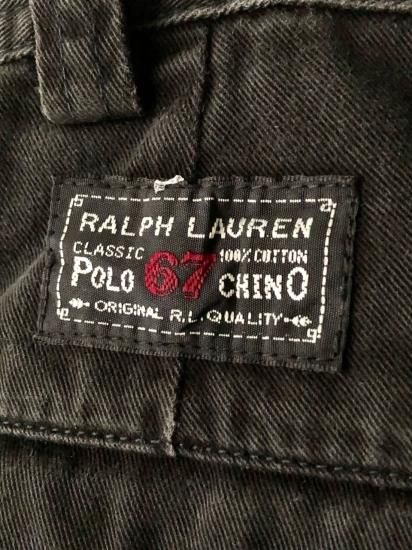 RALPH LAUREN
CLASSIC 67 100% COTTON
POLO CHINO
ORIGINAL R.L. QUALITY